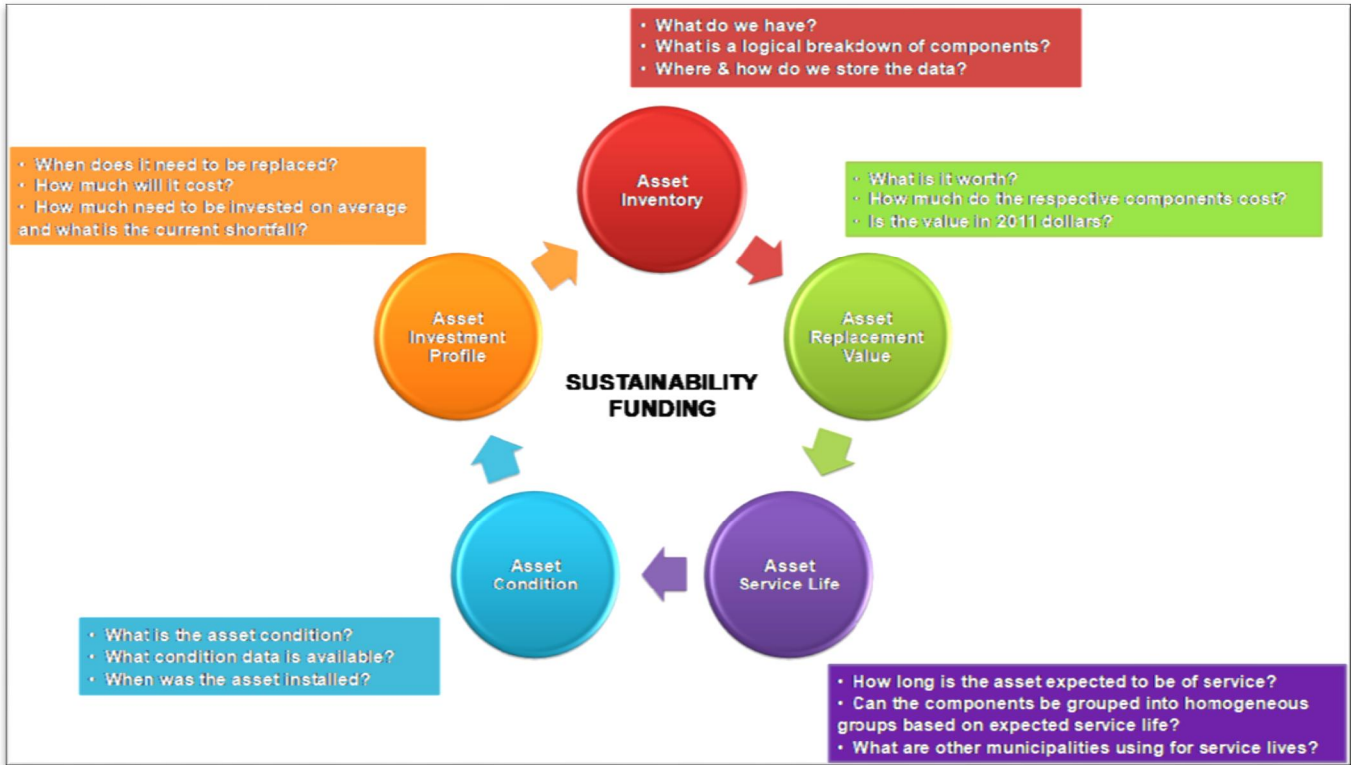 • What do we have?
• What is a logical breakdown of components?
• Where & how do we store the data?
Asset
Inventory
• What is it worth?
• How much do the respective components cost?
• Is the value in 2011 dollars?
Asset
Replacement
Value
• How long is the asset expected to be of service?
• Can the components be grouped into homogeneous
groups based on expected service life?
• What are other municipalities using for service lives?
Asset
Service Life
• What is the asset condition?
• What condition data is available?
• When was the asset installed?
Asset
Condition
• When does it need to be replaced?
• How much will it cost?
• How much need to be invested on average
and what is the current shortfall?
Asset
Investment
Profile
SUSTAINABILITY
FUNDING